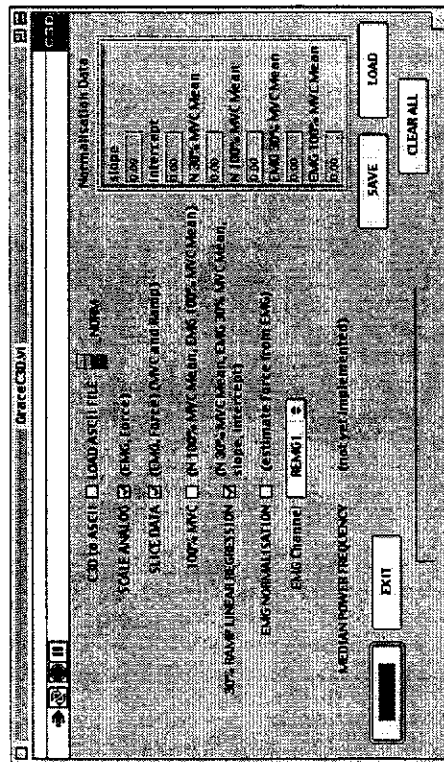 GraceC3D.vi
C3D
C3D to ASCII LOAD ASCII FILE NORM
SCALE ANALOG (EMG, Force)
SLICE DATA (EMG, Force) (MVC and Ramp)
100% MVC (N 100% MVC Mean, EMG 100% MVC Mean)
30% RAMP LINEAR REGRESSION (N 30% MVC Mean, EMG 30% MVC Mean,
slope, intercept)
EMG NORMALISATION (estimate Force from EMG)
EMG Channel REMG1
MEDIAN POWER FREQUENCY (not yet implemented)
EXIT
Normalisation Data
slope
0.00
Intercept
0.00
N 30% MVC Mean
0.00
N 100% MVC Mean
0.00
EMG 30% MVC Mean
0.00
EMG 100% MVC Mean
0.00
SAVE
LOAD
CLEAR ALL